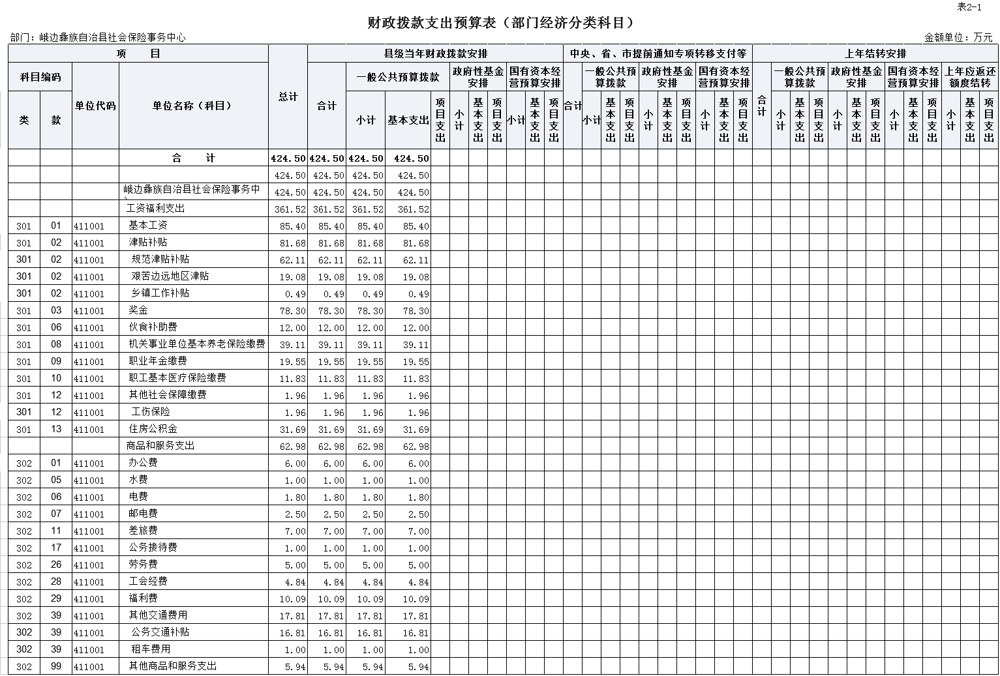 表2-1
财政拨款支出预算表（部门经济分类科目）
部门：峨边彝族自治县社会保险事务中心 金额单位：万元
项 目 总计 县级当年财政拨款安排 中央、省、市提前通知专项转移支付等 上年结转安排
科目编码 单位代码 单位名称（科目） 合计 一般公共预算拨款 政府性基金安排 国有资本经营预算安排 合计 一般公共预算拨款 政府性基金安排 国有资本经营预算安排 合计 一般公共预算拨款 政府性基金安排 国有资本经营预算安排 上年应返还额度结转
类 款 小计 基本支出 项目支出 小计 基本支出 项目支出 小计 基本支出 项目支出 小计 基本支出 项目支出 小计 基本支出 项目支出 小计 基本支出 项目支出 小计 基本支出 项目支出 小计 基本支出 项目支出 小计 基本支出 项目支出 小计 基本支出 项目支出
合 计 424.50 424.50 424.50 424.50
424.50 424.50 424.50 424.50
峨边彝族自治县社会保险事务中 424.50 424.50 424.50 424.50
工资福利支出 361.52 361.52 361.52 361.52
301 01 411001 基本工资 85.40 85.40 85.40 85.40
301 02 411001 津贴补贴 81.68 81.68 81.68 81.68
301 02 411001 规范津贴补贴 62.11 62.11 62.11 62.11
301 02 411001 艰苦边远地区津贴 19.08 19.08 19.08 19.08
301 02 411001 乡镇工作补贴 0.49 0.49 0.49 0.49
301 03 411001 奖金 78.30 78.30 78.30 78.30
301 06 411001 伙食补助费 12.00 12.00 12.00 12.00
301 08 411001 机关事业单位基本养老保险缴费 39.11 39.11 39.11 39.11
301 09 411001 职业年金缴费 19.55 19.55 19.55 19.55
301 10 411001 职工基本医疗保险缴费 11.83 11.83 11.83 11.83
301 12 411001 其他社会保障缴费 1.96 1.96 1.96 1.96
301 12 411001 工伤保险 1.96 1.96 1.96 1.96
301 13 411001 住房公积金 31.69 31.69 31.69 31.69
商品和服务支出 62.98 62.98 62.98 62.98
302 01 411001 办公费 6.00 6.00 6.00 6.00
302 05 411001 水费 1.00 1.00 1.00 1.00
302 06 411001 电费 1.80 1.80 1.80 1.80
302 07 411001 邮电费 2.50 2.50 2.50 2.50
302 11 411001 差旅费 7.00 7.00 7.00 7.00
302 17 411001 公务接待费 1.00 1.00 1.00 1.00
302 26 411001 劳务费 5.00 5.00 5.00 5.00
302 28 411001 工会经费 4.84 4.84 4.84 4.84
302 29 411001 福利费 10.09 10.09 10.09 10.09
302 39 411001 其他交通费用 17.81 17.81 17.81 17.81
302 39 411001 公务交通补贴 16.81 16.81 16.81 16.81
302 39 411001 租车费用 1.00 1.00 1.00 1.00
302 99 411001 其他商品和服务支出 5.94 5.94 5.94 5.94